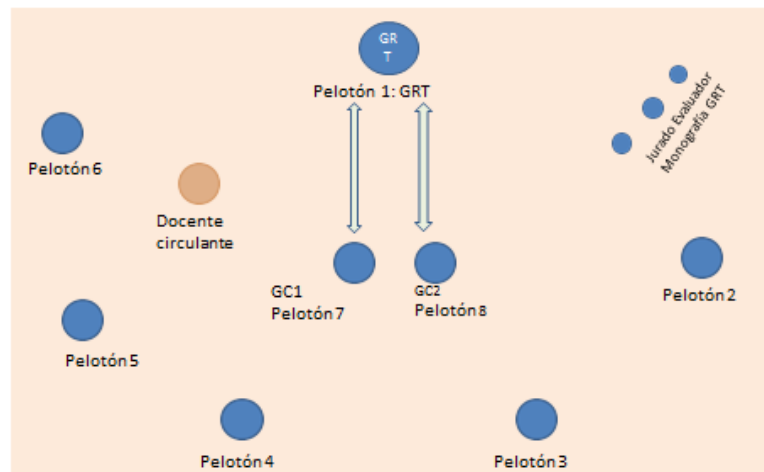 GR
T
Pelotón 1: GRT
Jurado Evaluador
Monografía GRT
Pelotón 6
Docente
circulante
GC1
Pelotón 7
GC2
Pelotón 8
Pelotón 2
Pelotón 5
Pelotón 4
Pelotón 3